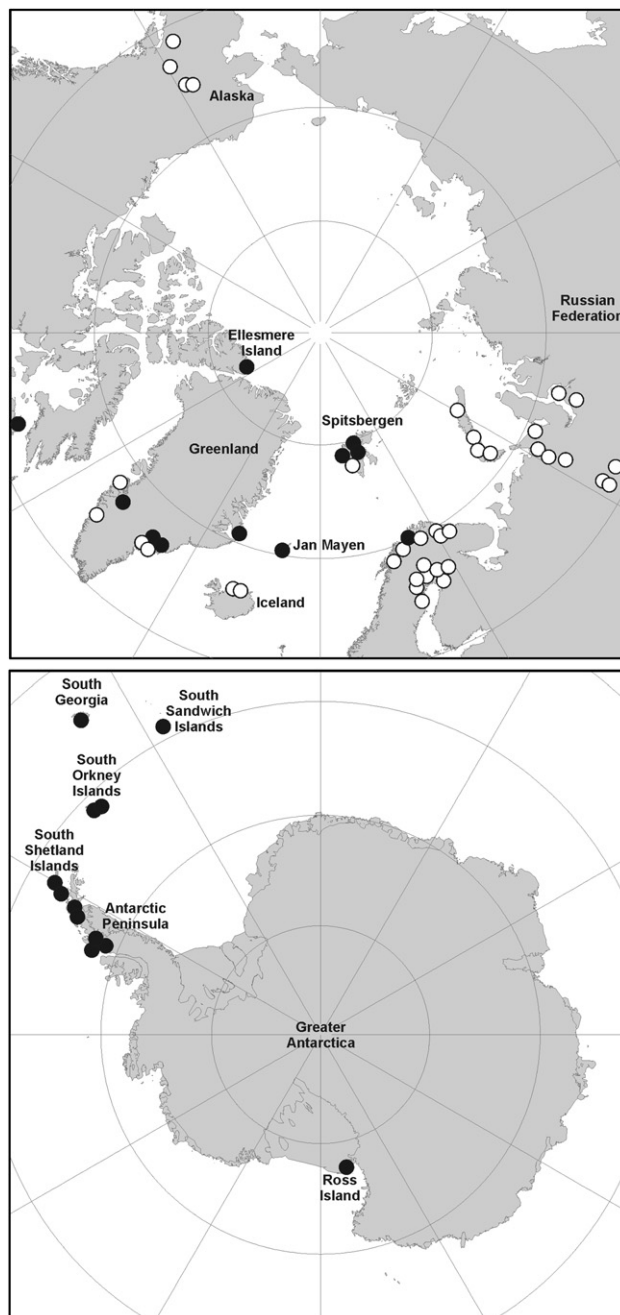 Alaska
Russian
Federation
Ellesmere
Island
Spitsbergen
Greenland
Jan Mayen
Iceland
South
Georgia
South
Sandwich
Islands
South
Orkney
Islands
South
Shetland
Islands
Antarctic
Peninsula
Greater
Antarctica
Ross
Island